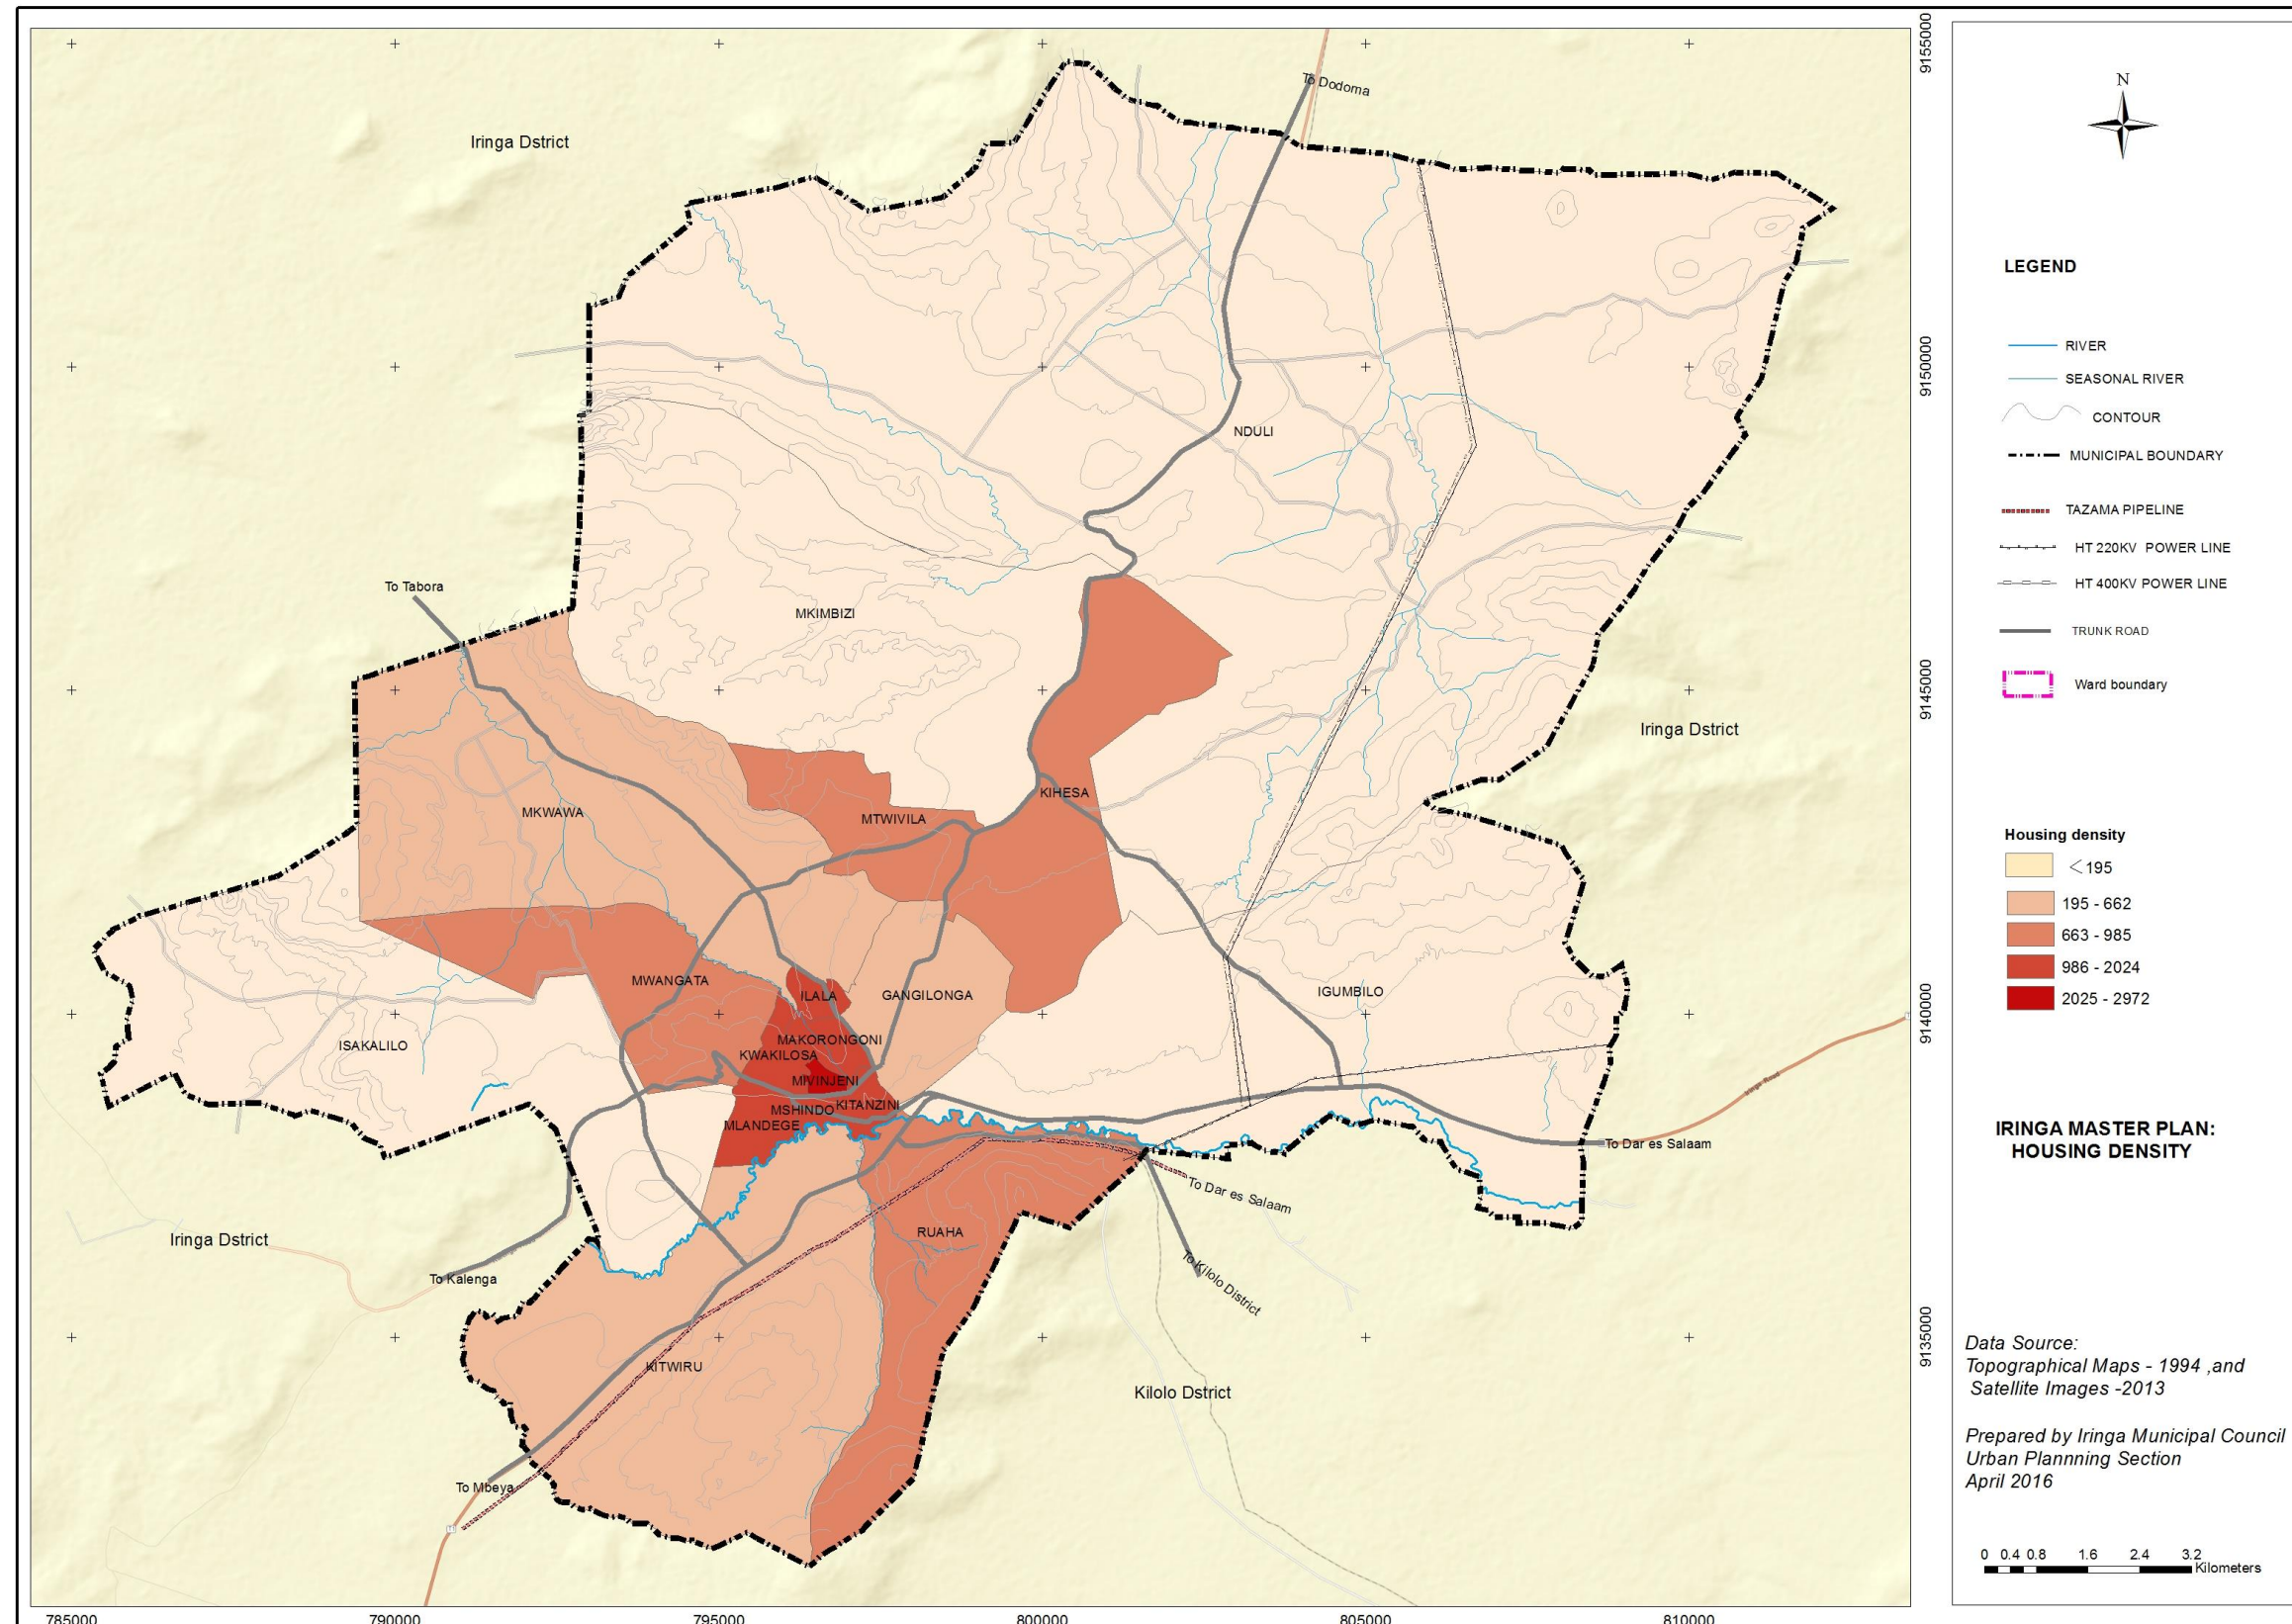 To Dodoma
Iringa Dstrict
NDULI
To Tabora
MKIMBIZI
Iringa Dstrict
KIHESA
MKWAWA
MTWIVILA
MWANGATA
ILALA
GANGILONGA
IGUMBILO
ISAKALILO
MAKORONGONI
KWAKILOSA
MIVINJENI
MSHINDO
KITANZINI
MLANDEGE
To Dar es Salaam
To Dar es Salaam
RUAHA
Iringa Dstrict
To Kalenga
To Kilolo District
KITWIRU
Kilolo Dstrict
To Mbeya
785000
790000
795000
800000
805000
810000
9155000
9150000
9145000
9140000
9135000
N
LEGEND
RIVER
SEASONAL RIVER
CONTOUR
MUNICIPAL BOUNDARY
TAZAMA PIPELINE
HT 220KV POWER LINE
HT 400KV POWER LINE
TRUNK ROAD
Ward boundary
Housing density
<195
195 - 662
663 - 985
986 - 2024
2025 - 2972
IRINGA MASTER PLAN:
HOUSING DENSITY
Data Source:
Topographical Maps - 1994 ,and
Satellite Images -2013
Prepared by Iringa Municipal Council
Urban Plannning Section
April 2016
0 0.4 0.8 1.6 2.4 3.2
Kilometers